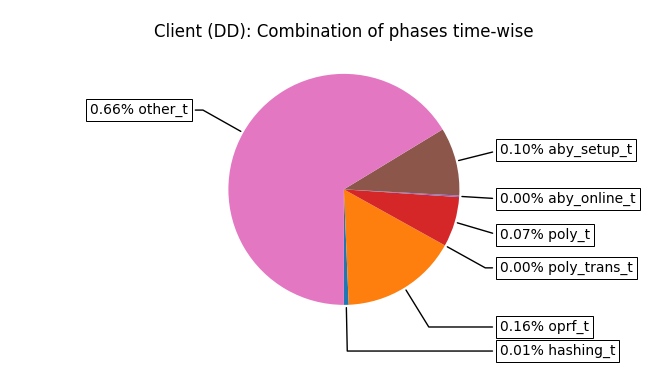 Client (DD): Combination of phases time-wise
0.66% other_t
0.10% aby_setup_t
0.00% aby_online_t
0.07% poly_t
0.00% poly_trans_t
0.16% oprf_t
0.01% hashing_t